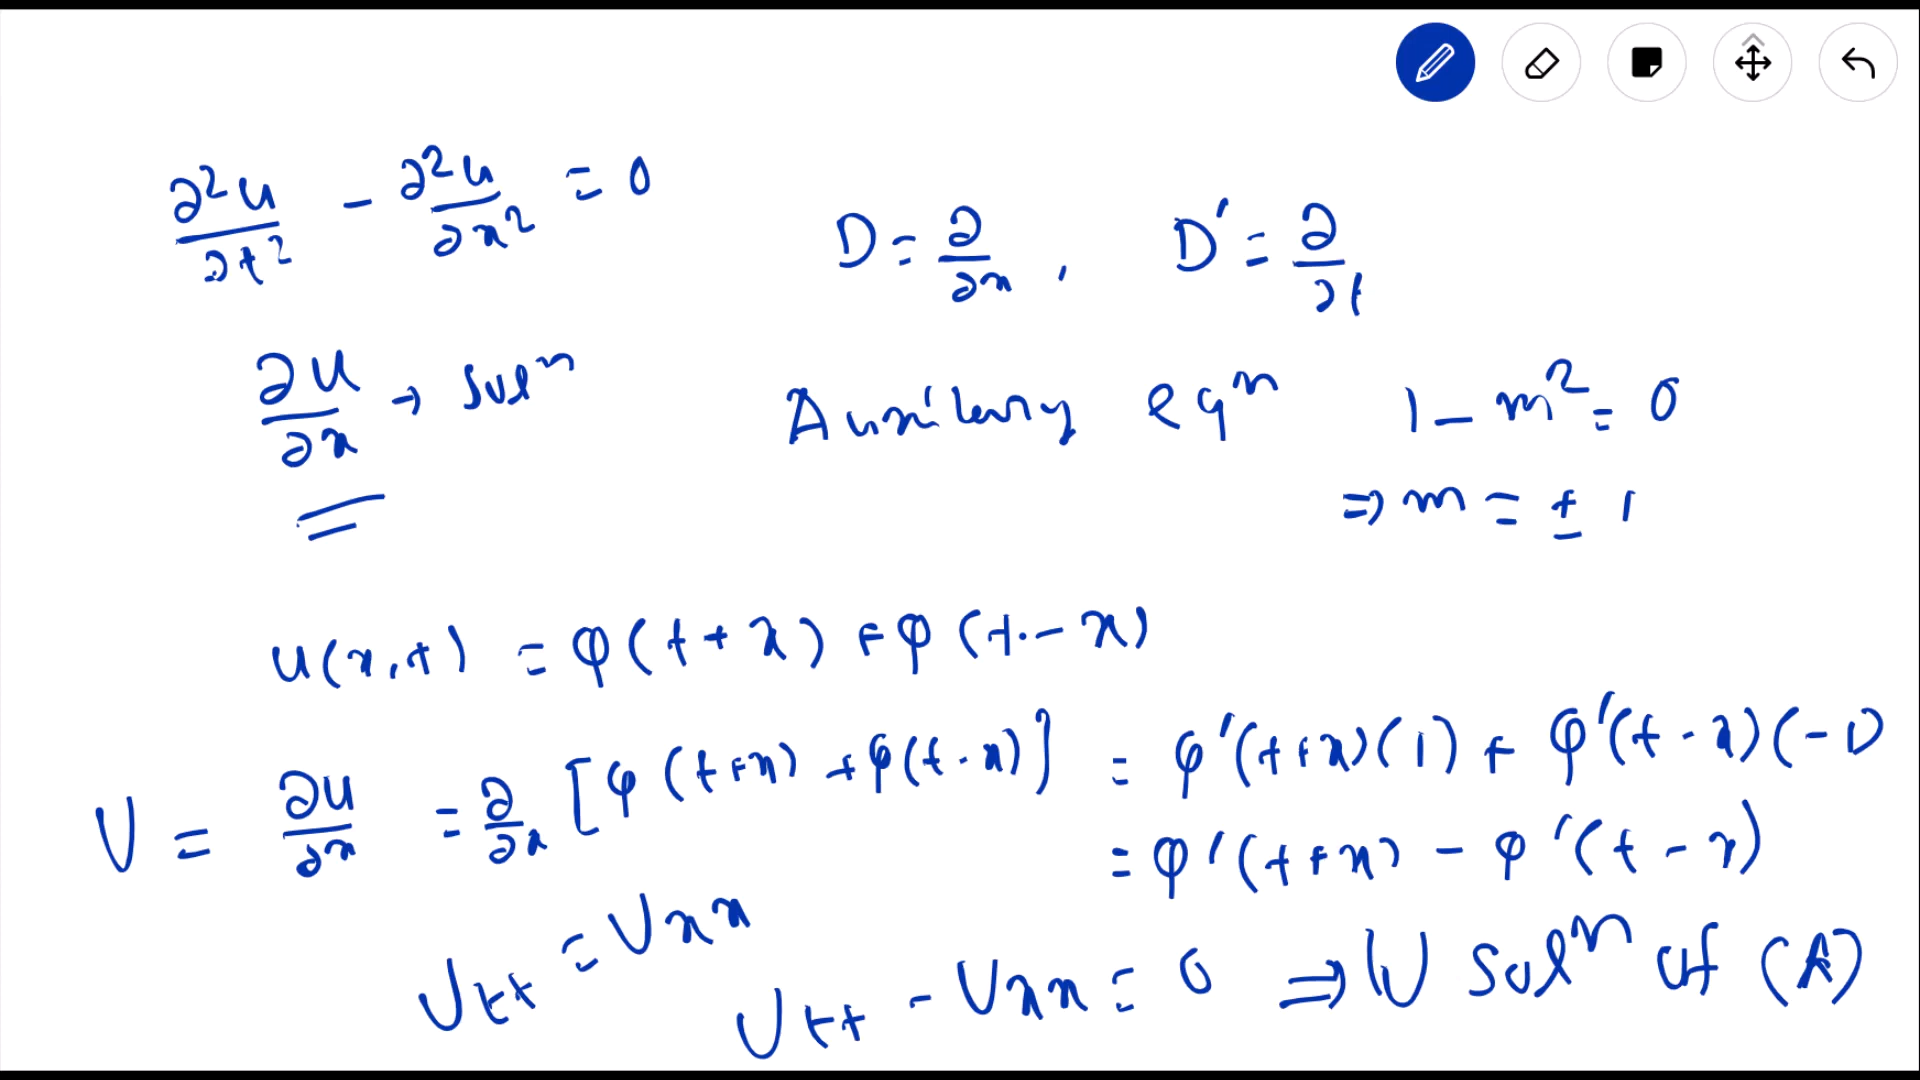 ∂²u/∂t² - ∂²u/∂x² = 0
D = ∂/∂x , D' = ∂/∂t
∂u/∂x → Solⁿ
Auxilary eqⁿ 1 - m² = 0
⇒ m = ± 1
u(x,t) = φ(t+x) + φ(t-x)
V = ∂u/∂x = ∂/∂x [φ(t+x) + φ(t-x)] = φ'(t+x)(1) + φ'(t-x)(-1)
= φ'(t+x) - φ'(t-x)
Vtt = Vxx
Vtt - Vxx = 0 ⇒ V Solⁿ of (A)